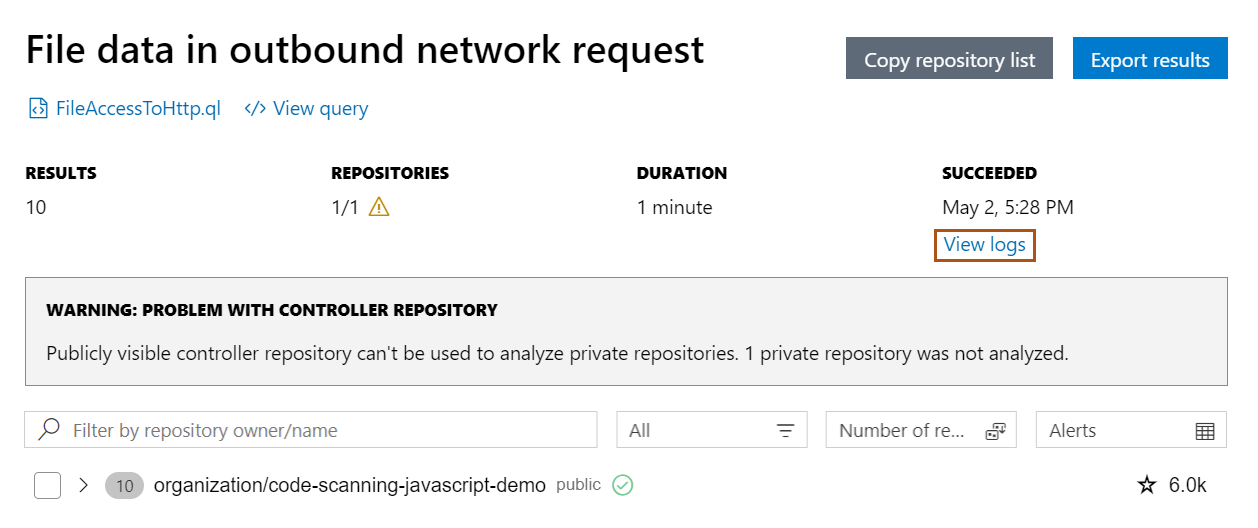 File data in outbound network request
Copy repository list
Export results
FileAccessToHttp.ql
</> View query
RESULTS
REPOSITORIES
DURATION
SUCCEEDED
10
1/1
1 minute
May 2, 5:28 PM
View logs
WARNING: PROBLEM WITH CONTROLLER REPOSITORY
Publicly visible controller repository can't be used to analyze private repositories. 1 private repository was not analyzed.
Filter by repository owner/name
All
Number of re...
Alerts
10 organization/code-scanning-javascript-demo public
6.0k